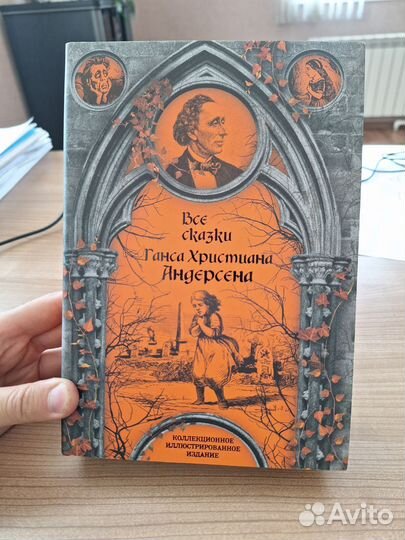 Все
сказки
Ганса Христиана
Андерсена
КОЛЛЕКЦИОННОЕ
ИЛЛЮСТРИРОВАННОЕ
ИЗДАНИЕ
Avito